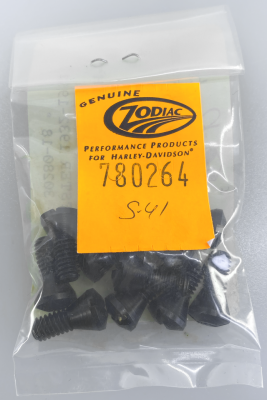 GENUINE
ZODIAC
PERFORMANCE PRODUCTS
FOR HARLEY-DAVIDSON®
780264
S-41